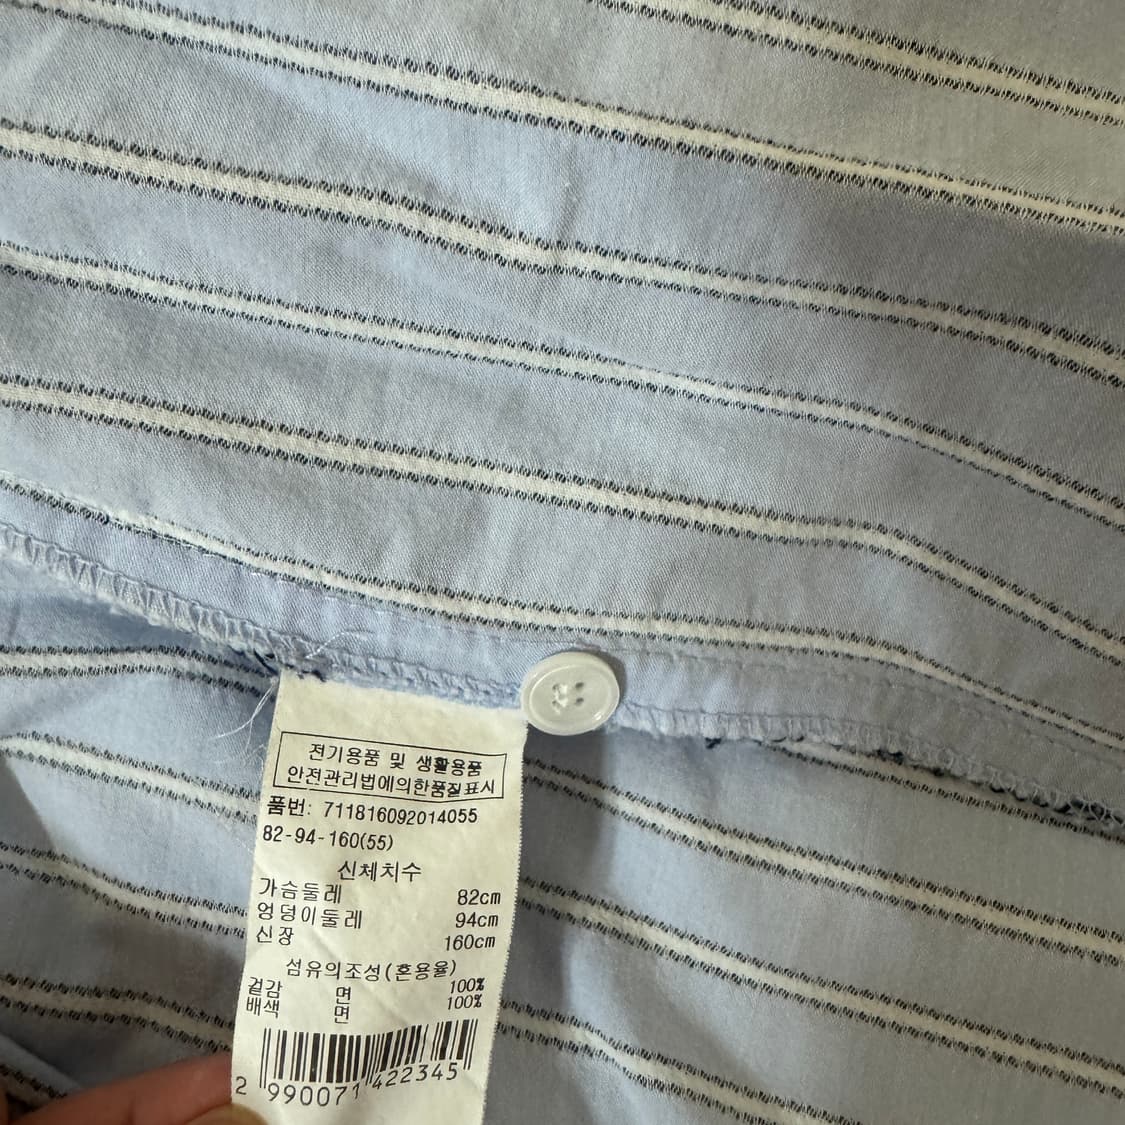 전기용품 및 생활용품
안전관리법에의한품질표시
품번: 711816092014055
82-94-160(55)
신체치수
가슴둘레 82cm
엉덩이둘레 94cm
신장 160cm
섬유의조성(혼용율)
겉감 면 100%
배색 면 100%
2 990071 422345